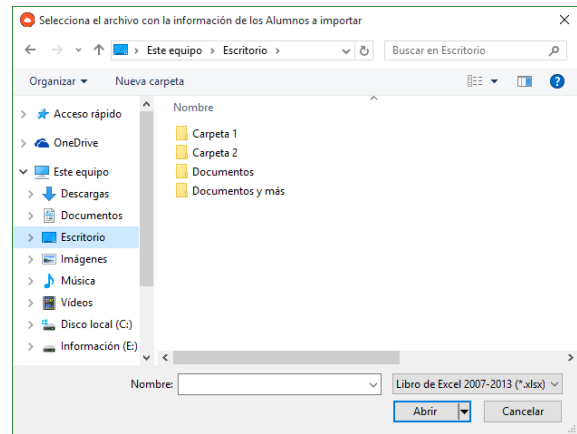 Selecciona el archivo con la información de los Alumnos a importar
Este equipo > Escritorio >
Buscar en Escritorio
Organizar
Nueva carpeta
?
Acceso rápido
OneDrive
Este equipo
Descargas
Documentos
Escritorio
Imágenes
Música
Vídeos
Disco local (C:)
Información (E:)
Nombre
Carpeta 1
Carpeta 2
Documentos
Documentos y más
Nombre:
Libro de Excel 2007-2013 (*.xlsx)
Abrir
Cancelar